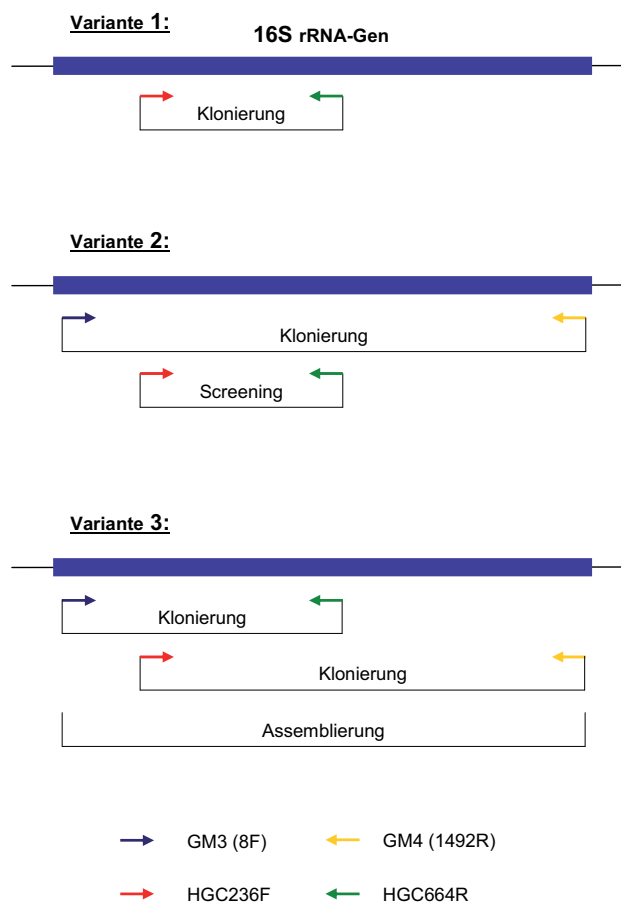 Variante 1:
16S rRNA-Gen
Klonierung
Variante 2:
Klonierung
Screening
Variante 3:
Klonierung
Klonierung
Assemblierung
GM3 (8F)
GM4 (1492R)
HGC236F
HGC664R